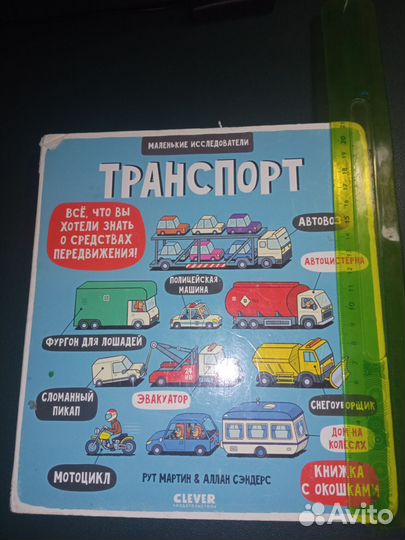 МАЛЕНЬКИЕ ИССЛЕДОВАТЕЛИ
ТРАНСПОРТ
ВСЁ, ЧТО ВЫ
ХОТЕЛИ ЗНАТЬ
О СРЕДСТВАХ
ПЕРЕДВИЖЕНИЯ!
АВТОВОЗ
АВТОЦИСТЕРНА
ПОЛИЦЕЙСКАЯ
МАШИНА
ФУРГОН ДЛЯ ЛОШАДЕЙ
СЛОМАННЫЙ
ПИКАП
ЭВАКУАТОР
СНЕГОУБОРЩИК
ДОМ НА
КОЛЁСАХ
МОТОЦИКЛ
РУТ МАРТИН & АЛЛАН СЭНДЕРС
КНИЖКА
С ОКОШКАМИ
CLEVER
ИЗДАТЕЛЬСТВО
Avito